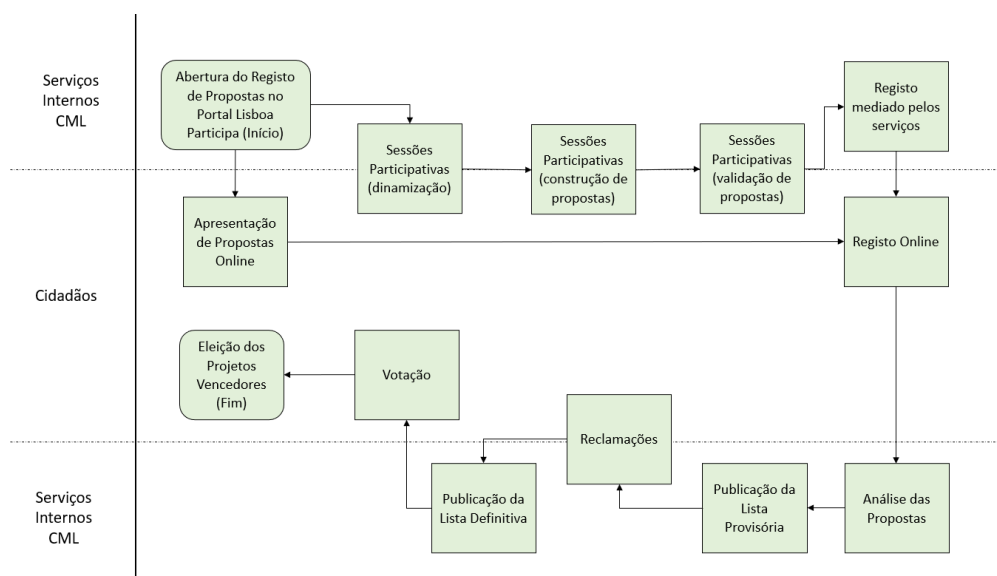 Serviços
Internos
CML
Abertura do Registo
de Propostas no
Portal Lisboa
Participa (Início)
Sessões
Participativas
(dinamização)
Sessões
Participativas
(construção de
propostas)
Sessões
Participativas
(validação de
propostas)
Registo
mediado pelos
serviços
Cidadãos
Apresentação
de Propostas
Online
Registo Online
Eleição dos
Projetos
Vencedores
(Fim)
Votação
Reclamações
Serviços
Internos
CML
Publicação da
Lista Definitiva
Publicação da
Lista
Provisória
Análise das
Propostas